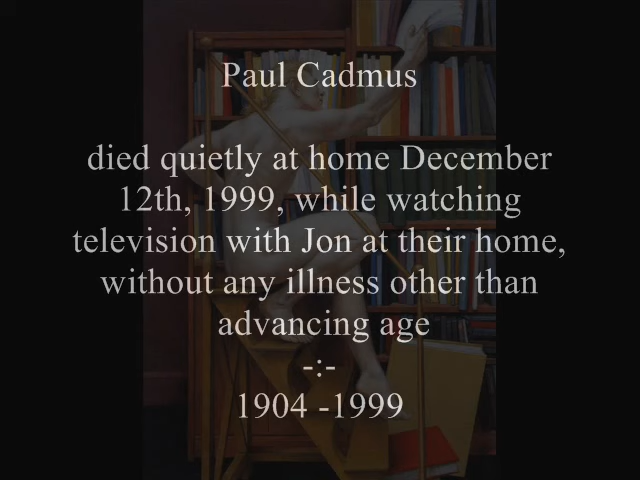 Paul Cadmus
died quietly at home December
12th, 1999, while watching
television with Jon at their home,
without any illness other than
advancing age
-:-
1904 -1999